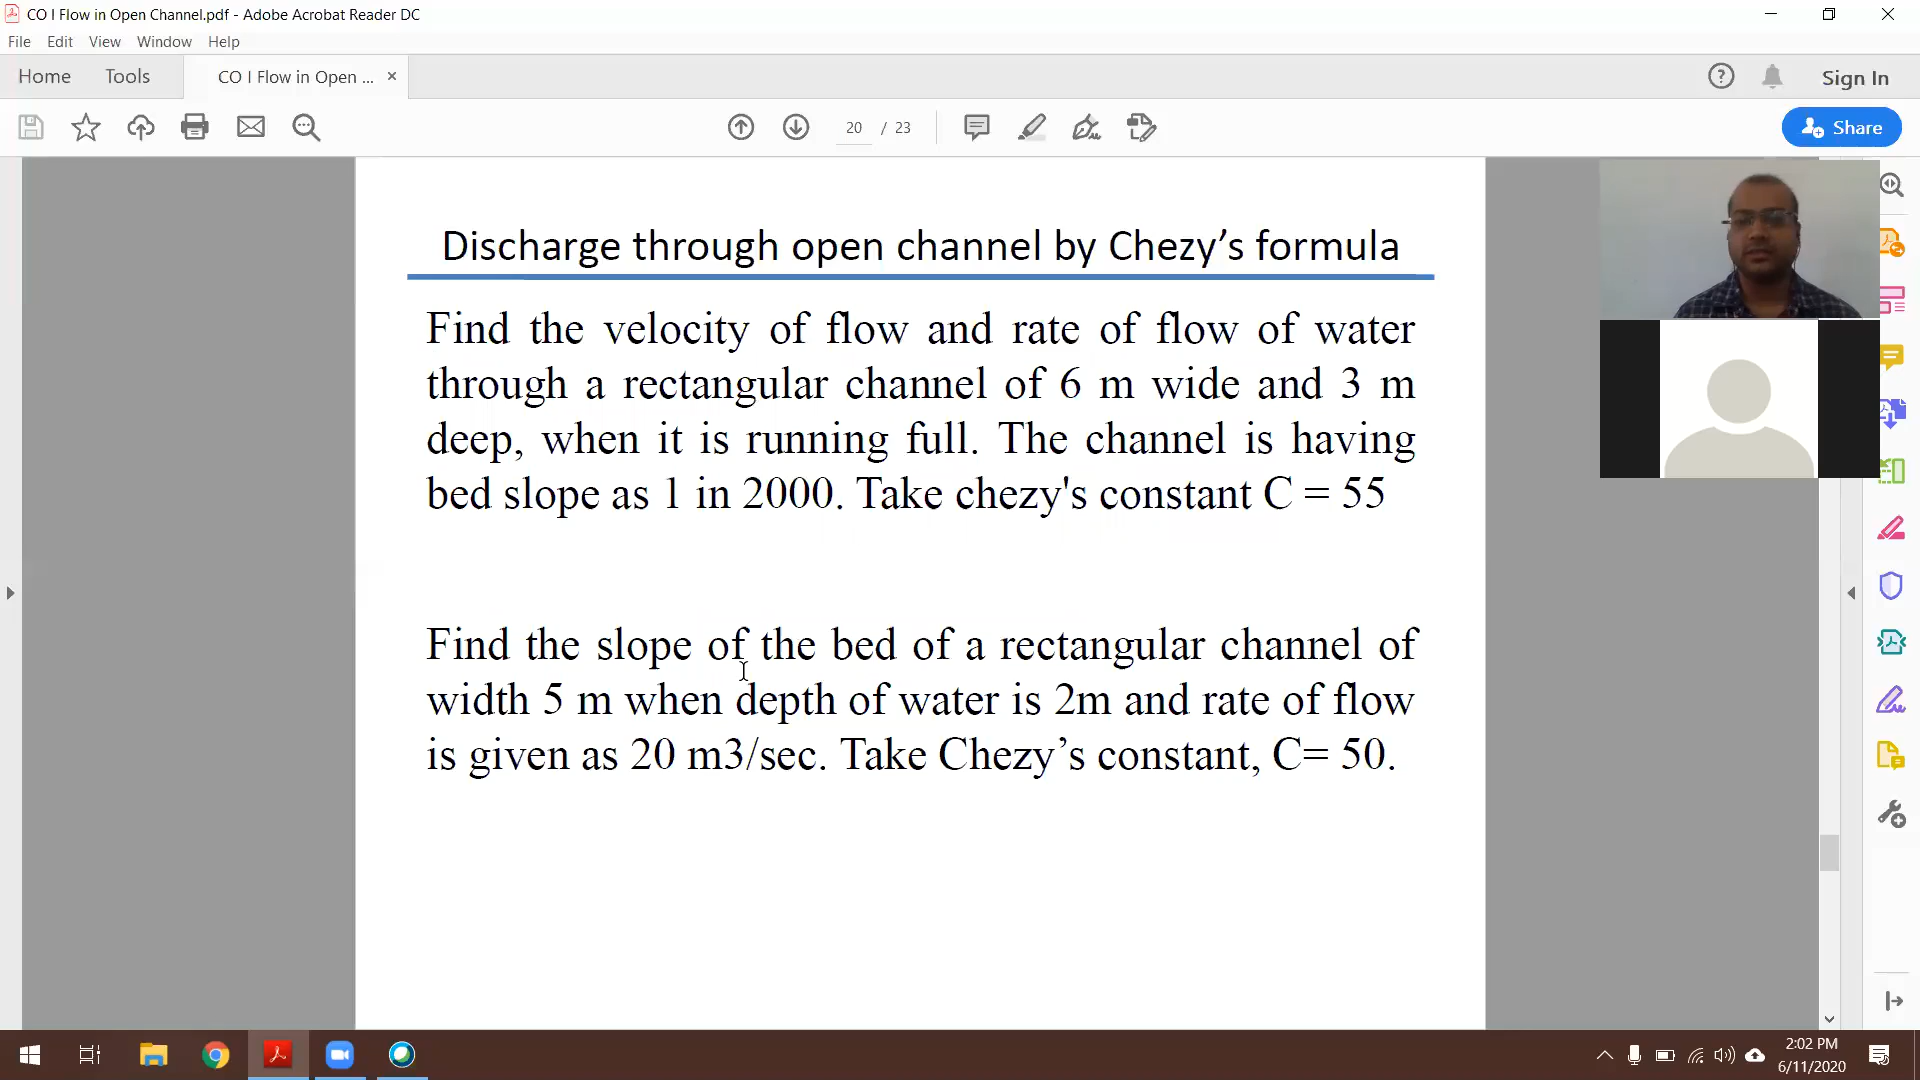 CO I Flow in Open Channel.pdf - Adobe Acrobat Reader DC
File Edit View Window Help
Home Tools CO I Flow in Open ... × Sign In
20 / 23 Share
Discharge through open channel by Chezy’s formula
Find the velocity of flow and rate of flow of water
through a rectangular channel of 6 m wide and 3 m
deep, when it is running full. The channel is having
bed slope as 1 in 2000. Take chezy's constant C = 55
Find the slope of the bed of a rectangular channel of
width 5 m when depth of water is 2m and rate of flow
is given as 20 m3/sec. Take Chezy’s constant, C= 50.
2:02 PM
6/11/2020